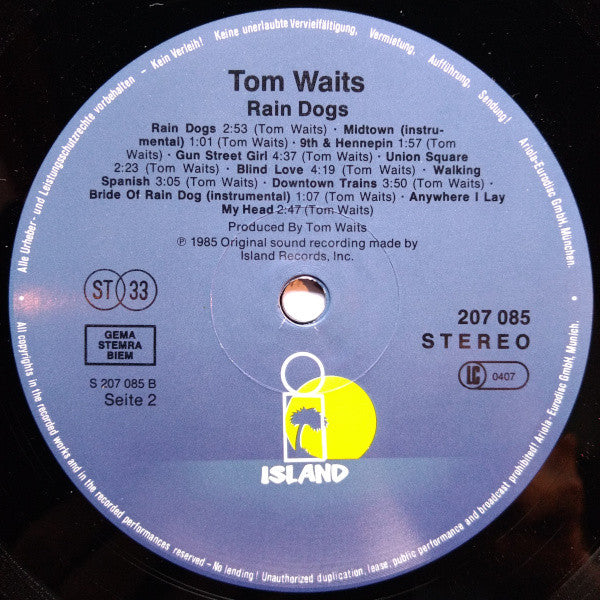 Alle Urheber- und Leistungsschutzrechte vorbehalten - Kein Verleih! Keine unerlaubte Vervielfältigung, Vermietung, Aufführung, Sendung! Ariola-Eurodisc GmbH, München.
Tom Waits
Rain Dogs
Rain Dogs 2:53 (Tom Waits) · Midtown (instru-
mental) 1:01 (Tom Waits) · 9th & Hennepin 1:57 (Tom
Waits) · Gun Street Girl 4:37 (Tom Waits) · Union Square
2:23 (Tom Waits) · Blind Love 4:19 (Tom Waits) · Walking
Spanish 3:05 (Tom Waits) · Downtown Trains 3:50 (Tom Waits) ·
Bride Of Rain Dog (instrumental) 1:07 (Tom Waits) · Anywhere I Lay
My Head 2:47 (Tom Waits)
Produced By Tom Waits
℗ 1985 Original sound recording made by
Island Records, Inc.
ST 33
GEMA
STEMRA
BIEM
S 207 085 B
Seite 2
207 085
STEREO
LC 0407
ISLAND
All copyrights in the recorded works and in the recorded performances reserved - No lending! Unauthorized duplication, lease, public performance and broadcast prohibited! Ariola-Eurodisc GmbH, Munich.